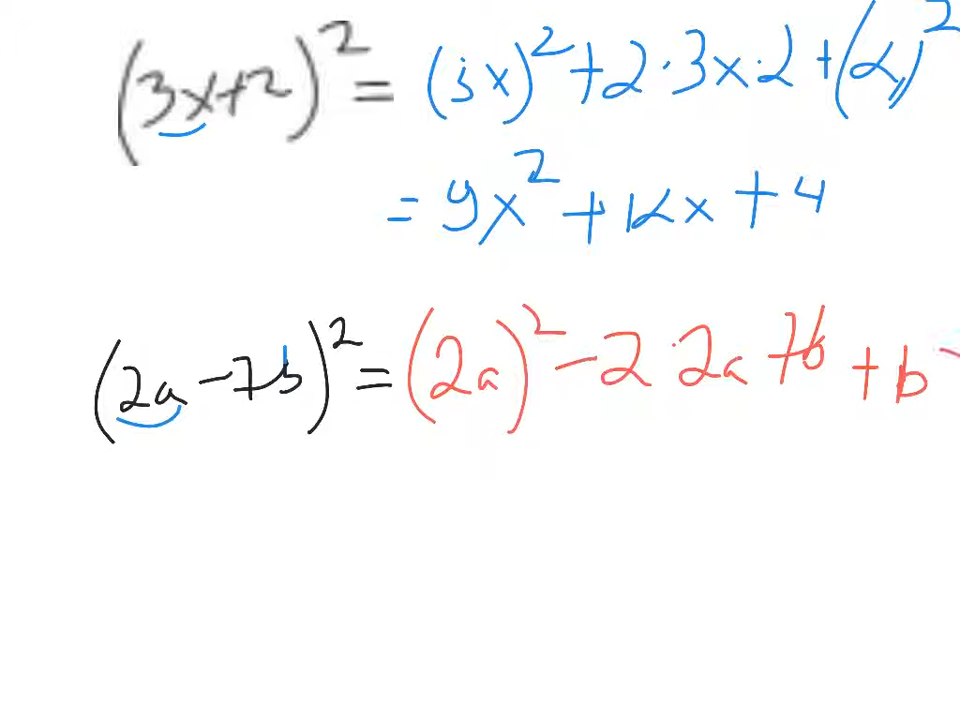 (3x+2)² = (3x)² + 2·3x·2 + (2)²
= 9x² + 12x + 4
(2a – 7b)² = (2a)² – 2·2a 7b + b